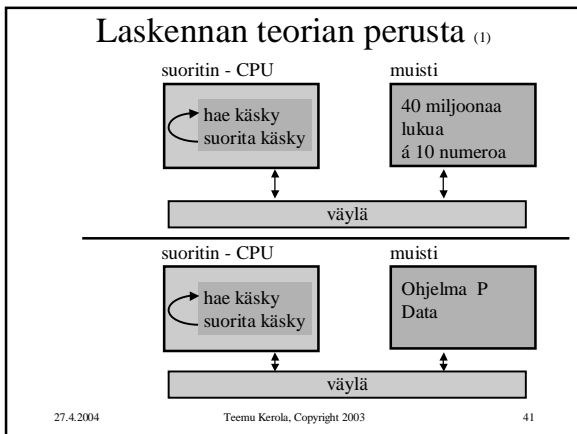 Laskennan teorian perusta (1)
suoritin - CPU
muisti
hae käsky
suorita käsky
40 miljoonaa
lukua
á 10 numeroa
väylä
suoritin - CPU
muisti
hae käsky
suorita käsky
Ohjelma P
Data
väylä
27.4.2004
Teemu Kerola, Copyright 2003
41